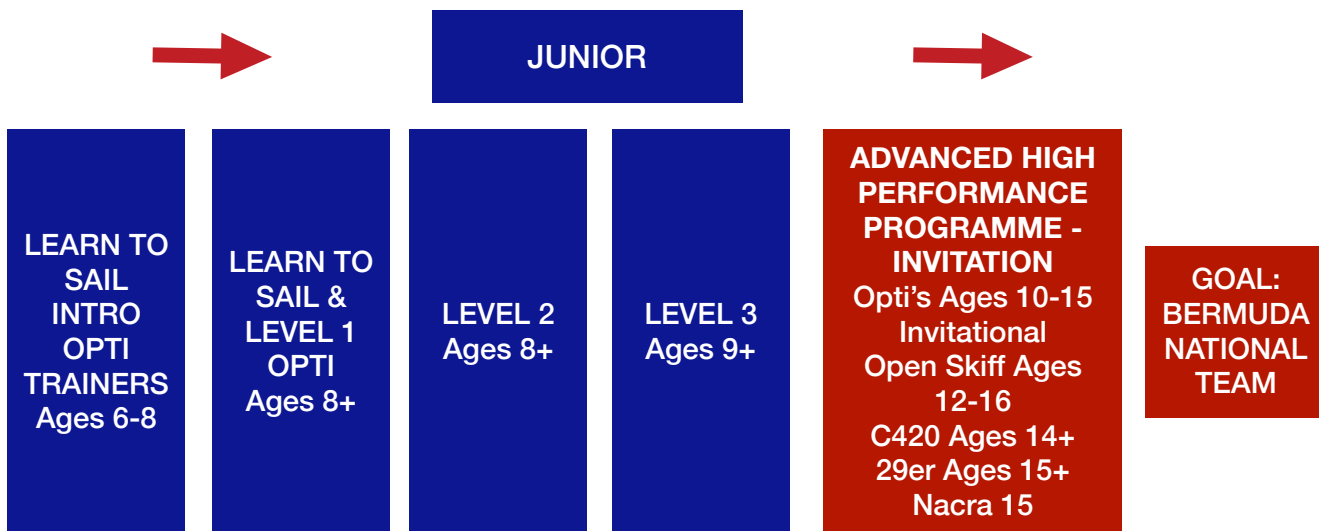 JUNIOR
LEARN TO
SAIL
INTRO
OPTI
TRAINERS
Ages 6-8
LEARN TO
SAIL &
LEVEL 1
OPTI
Ages 8+
LEVEL 2
Ages 8+
LEVEL 3
Ages 9+
ADVANCED HIGH
PERFORMANCE
PROGRAMME -
INVITATION
Opti’s Ages 10-15
Invitational
Open Skiff Ages
12-16
C420 Ages 14+
29er Ages 15+
Nacra 15
GOAL:
BERMUDA
NATIONAL
TEAM